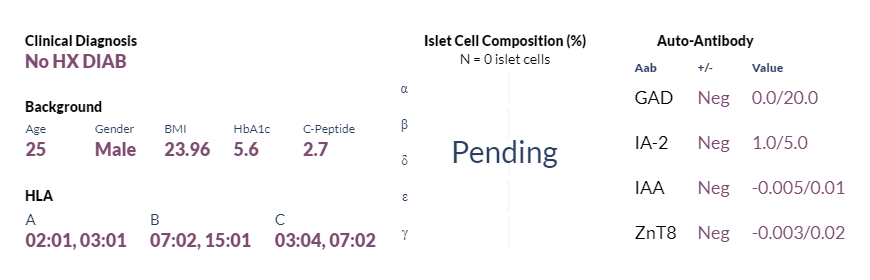 Clinical Diagnosis
No HX DIAB
Background
Age Gender BMI HbA1c C-Peptide
25 Male 23.96 5.6 2.7
HLA
A B C
02:01, 03:01 07:02, 15:01 03:04, 07:02
Islet Cell Composition (%)
N = 0 islet cells
α
β
δ
ε
γ
Pending
Auto-Antibody
Aab +/- Value
GAD Neg 0.0/20.0
IA-2 Neg 1.0/5.0
IAA Neg -0.005/0.01
ZnT8 Neg -0.003/0.02